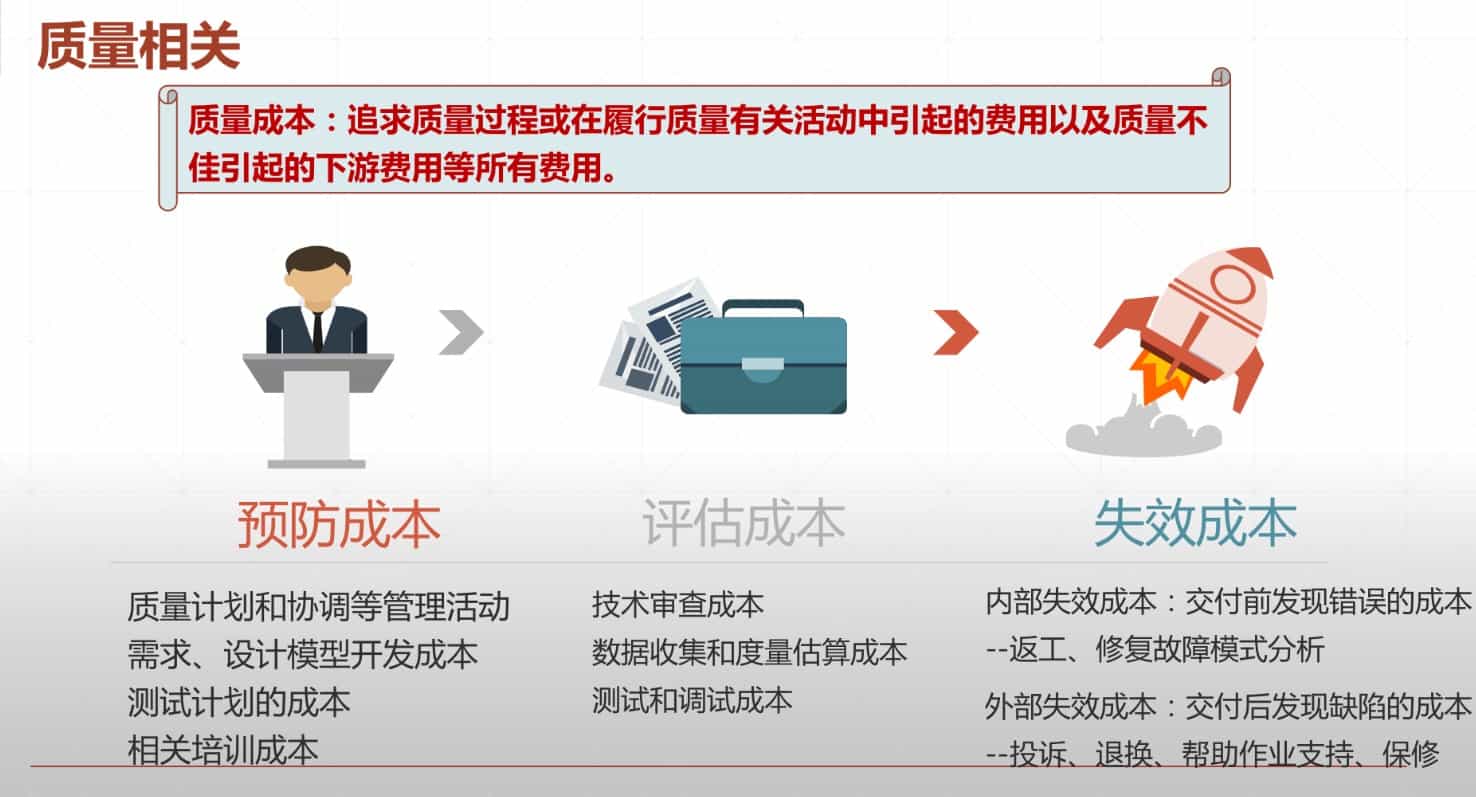 质量相关
质量成本：追求质量过程或在履行质量有关活动中引起的费用以及质量不
佳引起的下游费用等所有费用。
预防成本
质量计划和协调等管理活动
需求、设计模型开发成本
测试计划的成本
相关培训成本
评估成本
技术审查成本
数据收集和度量估算成本
测试和调试成本
失效成本
内部失效成本：交付前发现错误的成本
--返工、修复故障模式分析
外部失效成本：交付后发现缺陷的成本
--投诉、退换、帮助作业支持、保修